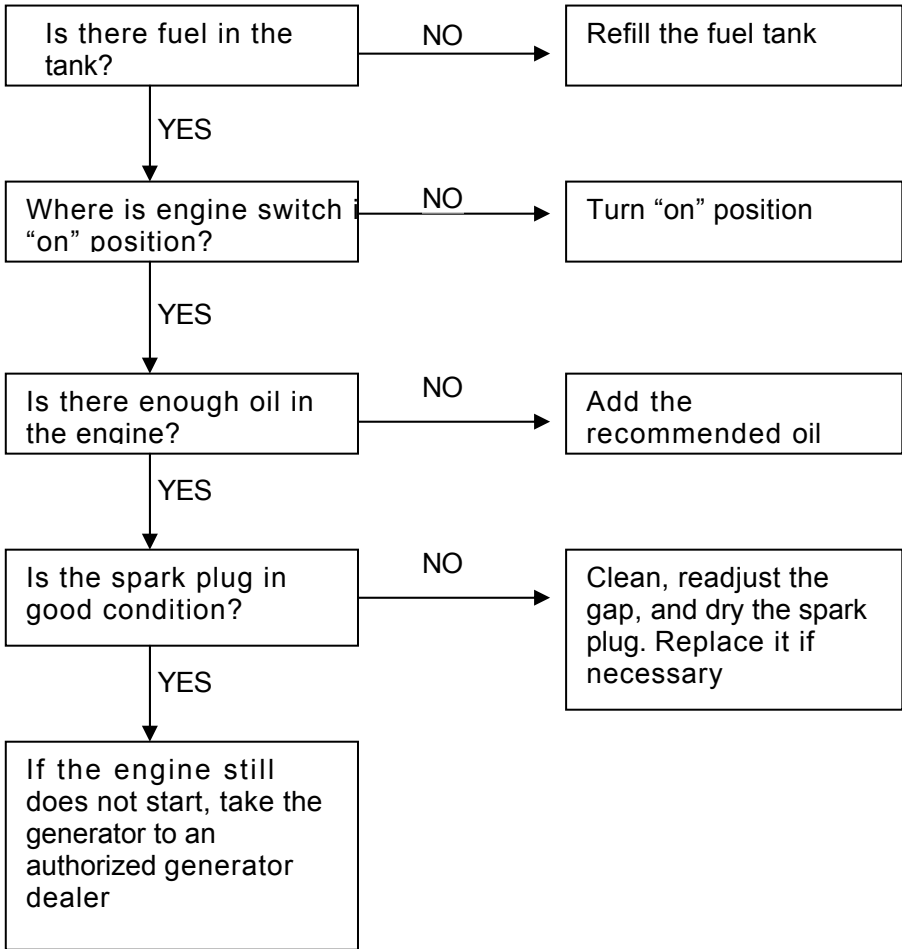 Is there fuel in the
tank?
NO
Refill the fuel tank
YES
Where is engine switch i
“on” position?
NO
Turn “on” position
YES
Is there enough oil in
the engine?
NO
Add the
recommended oil
YES
Is the spark plug in
good condition?
NO
Clean, readjust the
gap, and dry the spark
plug. Replace it if
necessary
YES
If the engine still
does not start, take the
generator to an
authorized generator
dealer